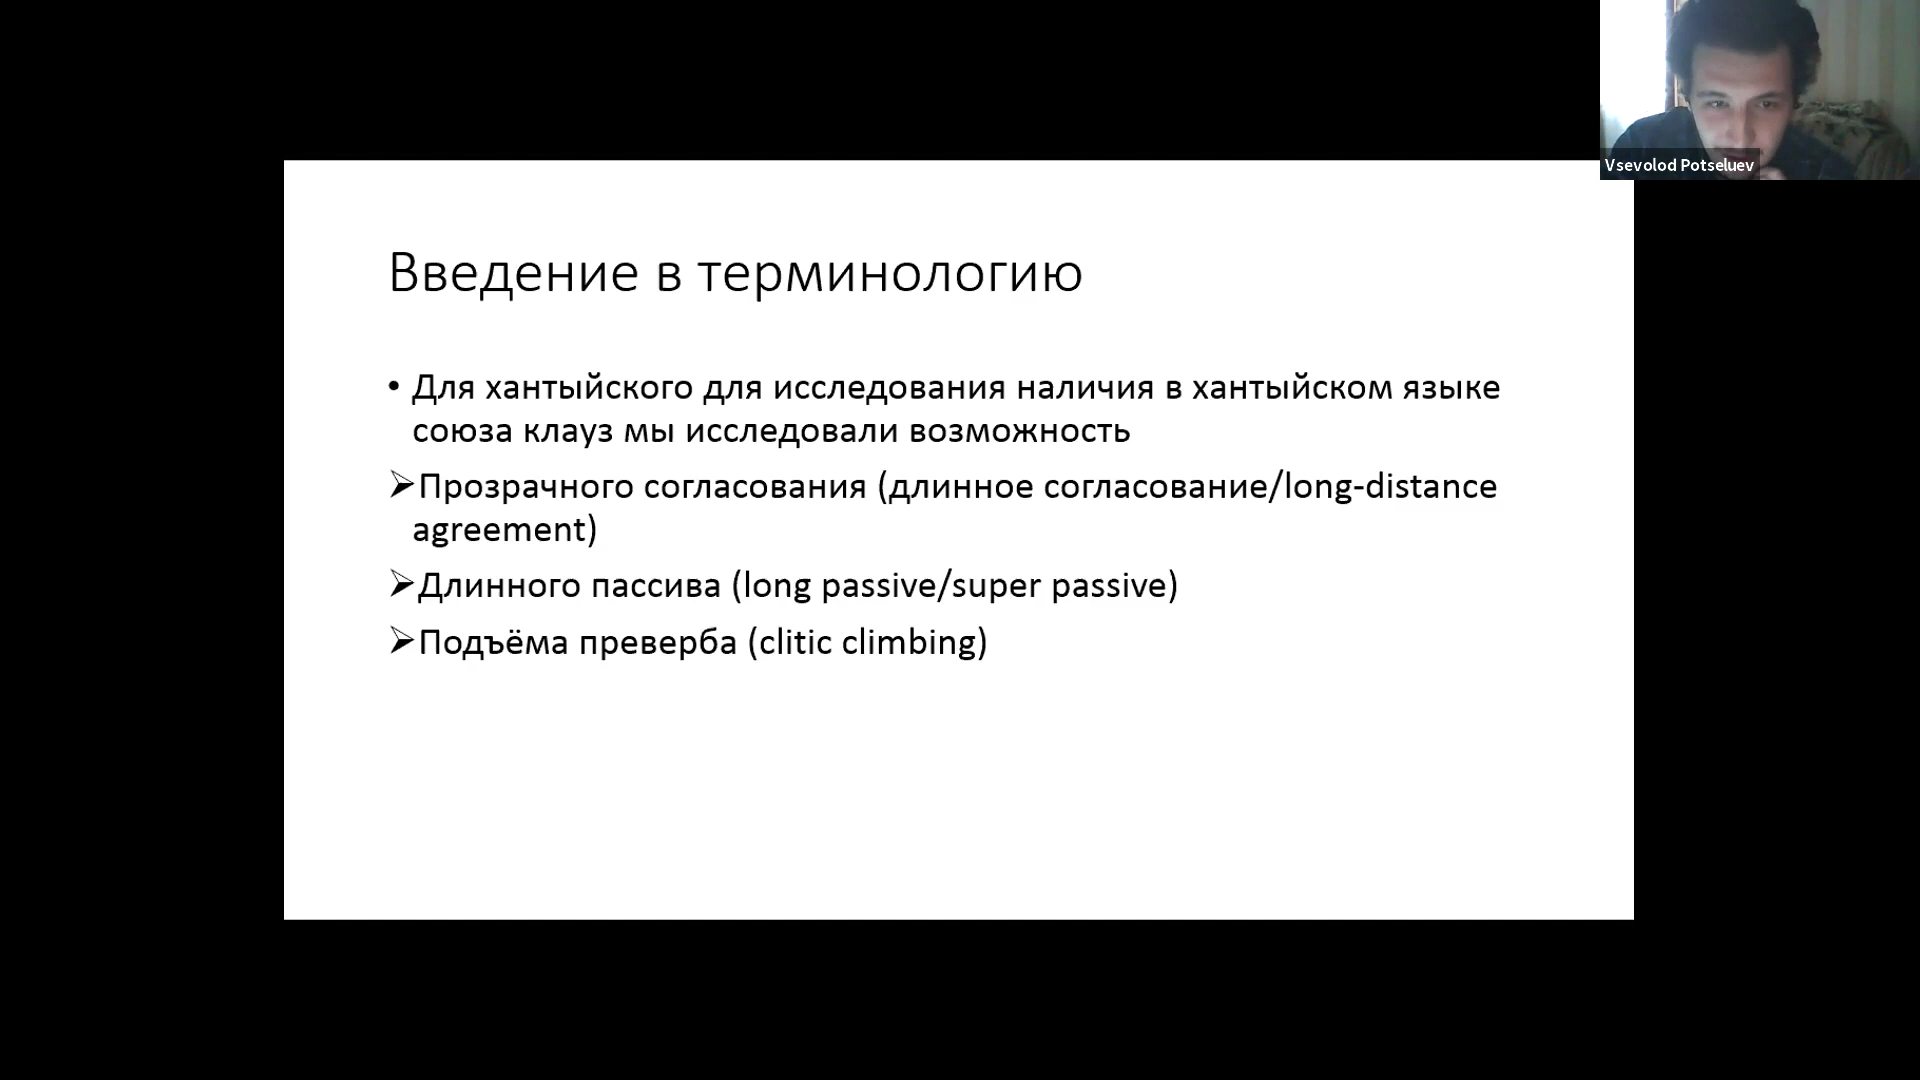 Vsevolod Potseluev
Введение в терминологию
• Для хантыйского для исследования наличия в хантыйском языке
союза клауз мы исследовали возможность
➢Прозрачного согласования (длинное согласование/long-distance
agreement)
➢Длинного пассива (long passive/super passive)
➢Подъёма преверба (clitic climbing)